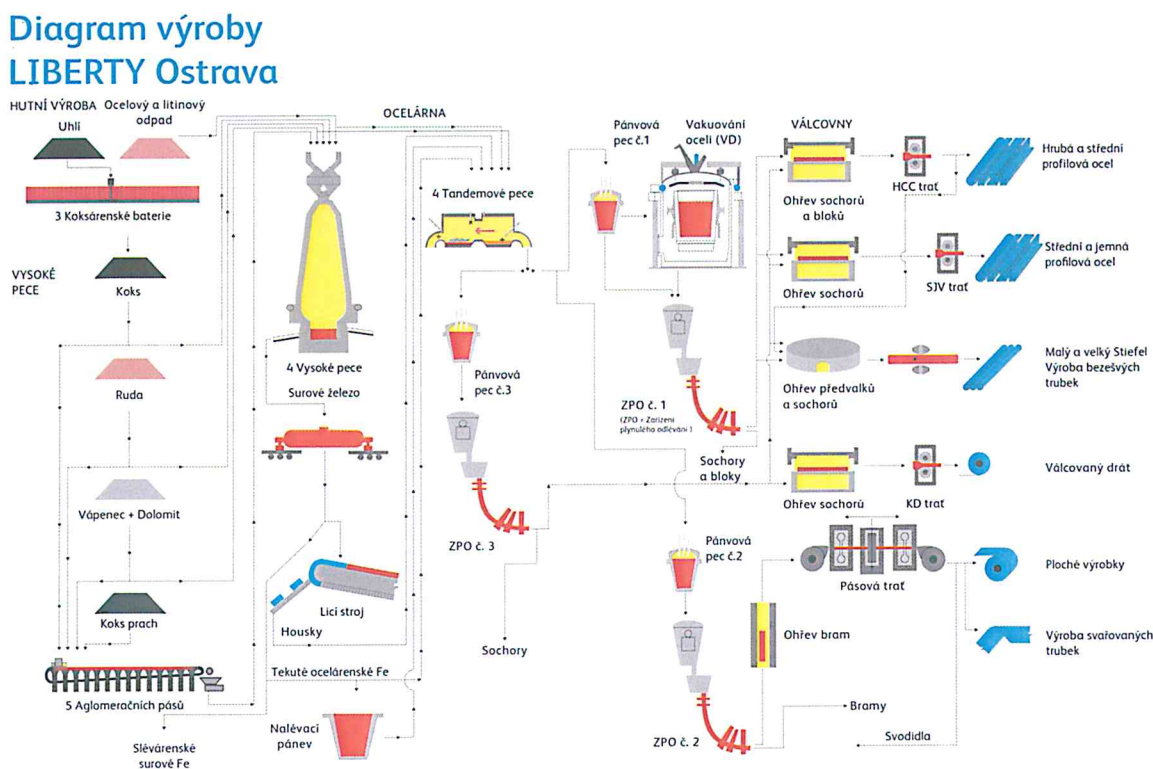 Diagram výroby
LIBERTY Ostrava
HUTNÍ VÝROBA
Uhlí
Ocelový a litinový
odpad
3 Koksárenské baterie
VYSOKÉ
PECE
Koks
Ruda
Vápenec + Dolomit
Koks prach
5 Aglomeračních pásů
Slévárenské
surové Fe
4 Vysoké pece
Surové železo
Licí stroj
Housky
Tekuté ocelárenské Fe
Nalévací
pánev
OCELÁRNA
4 Tandemové pece
Pánvová
pec č.3
ZPO č. 3
Sochory
Pánvová
pec č.1
Vakuování
oceli (VD)
ZPO č. 1
(ZPO = Zařízení
plynulého odlévání )
Sochory
a bloky
Pánvová
pec č.2
ZPO č. 2
Ohřev bram
Bramy
Svodidla
VÁLCOVNY
Ohřev sochorů
a bloků
HCC trať
Hrubá a střední
profilová ocel
Ohřev sochorů
SJV trať
Střední a jemná
profilová ocel
Ohřev předvalků
a sochorů
Malý a velký Stiefel
Výroba bezešvých
trubek
Ohřev sochorů
KD trať
Válcovaný drát
Pásová trať
Ploché výrobky
Výroba svařovaných
trubek